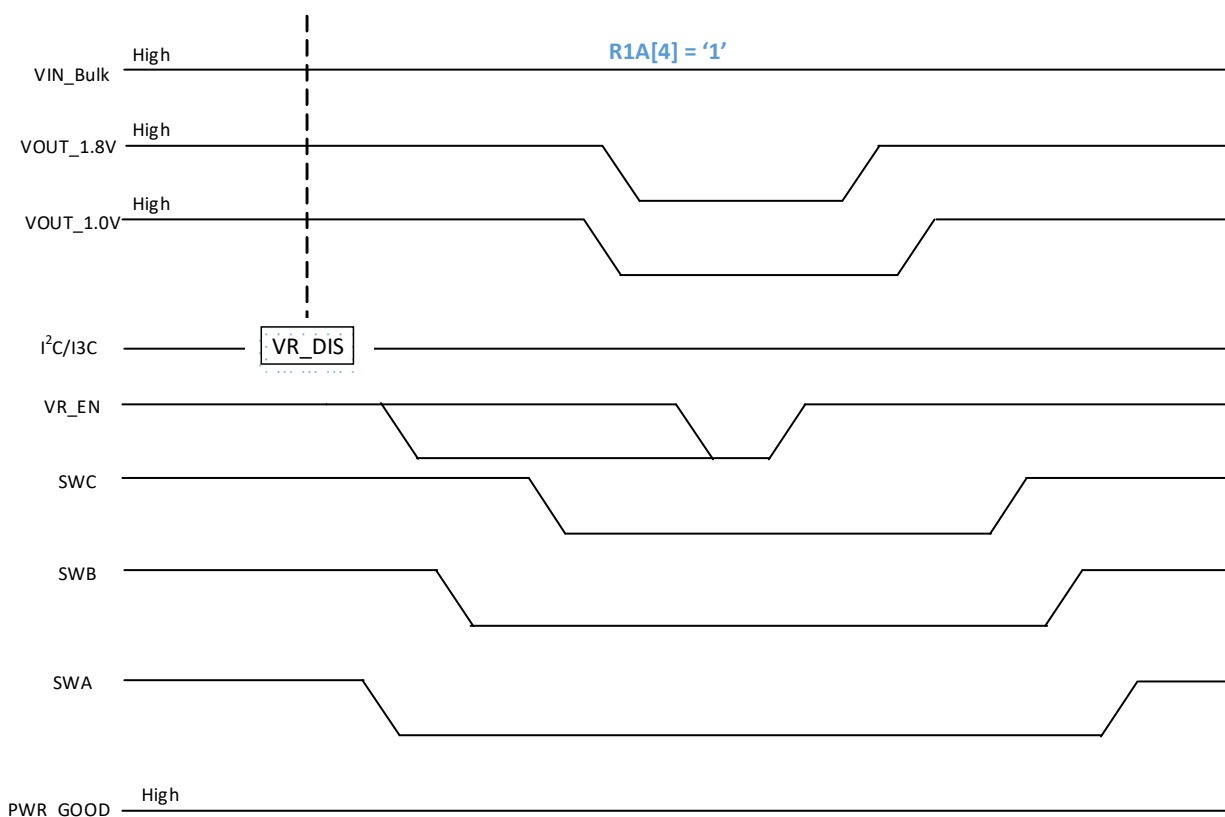 High
R1A[4] = ‘1’
VIN_Bulk
High
VOUT_1.8V
High
VOUT_1.0V
I²C/I3C
VR_DIS
VR_EN
SWC
SWB
SWA
High
PWR_GOOD